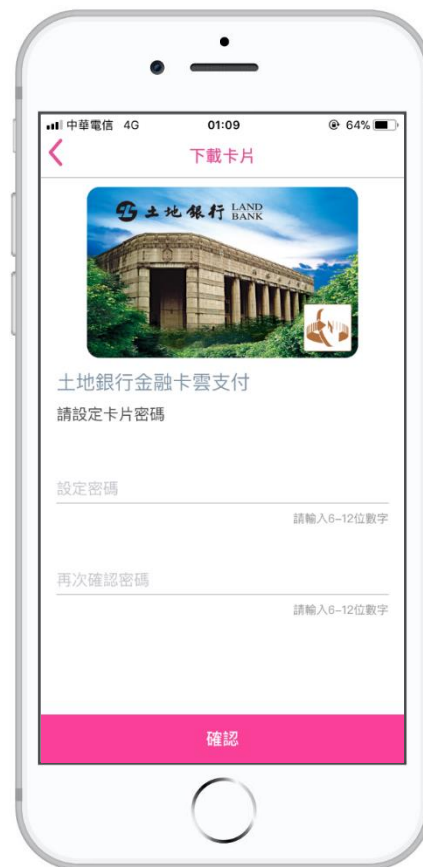 中華電信 4G 01:09 64%
下載卡片
土地銀行 LAND BANK
土地銀行金融卡雲支付
請設定卡片密碼
設定密碼
請輸入6-12位數字
再次確認密碼
請輸入6-12位數字
確認